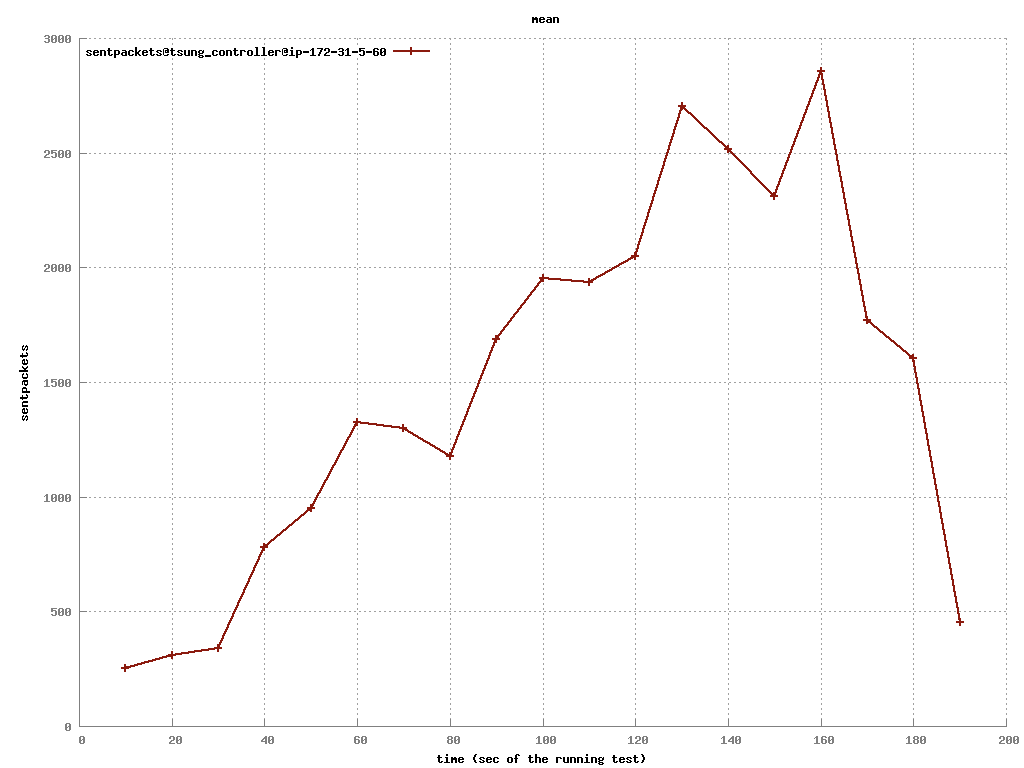 mean
sentpackets@tsung_controller@ip-172-31-5-60
3000
2500
2000
1500
1000
500
0
sentpackets
0 20 40 60 80 100 120 140 160 180 200
time (sec of the running test)